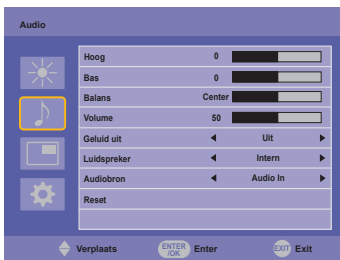 Audio
Hoog 0
Bas 0
Balans Center
Volume 50
Geluid uit Uit
Luidspreker Intern
Audiobron Audio In
Reset
Verplaats ENTER /OK Enter EXIT Exit